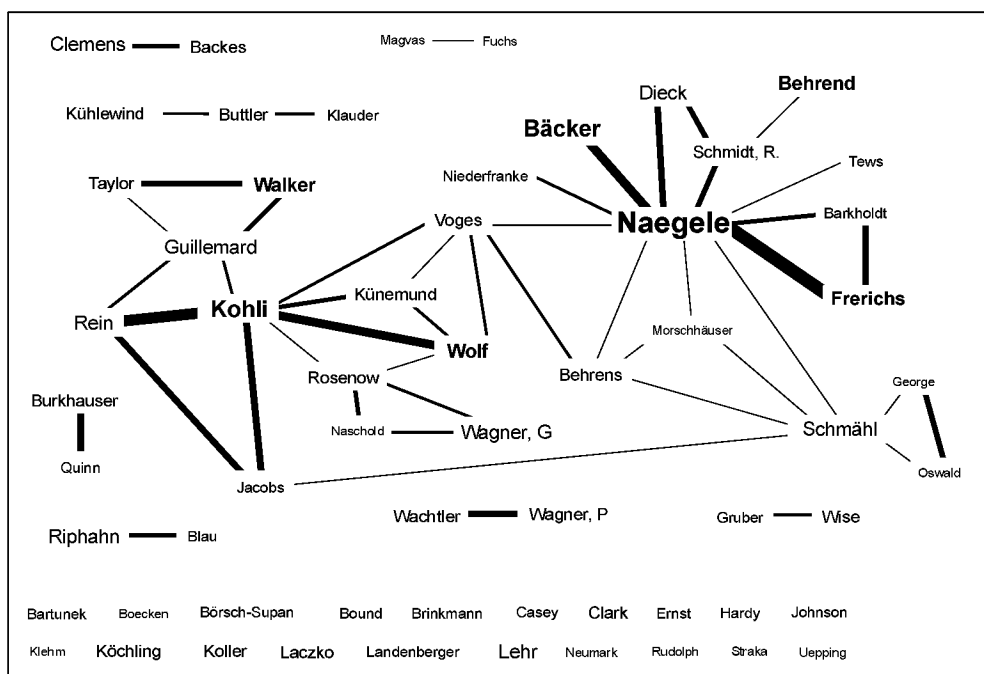 Clemens Backes
Magvas Fuchs
Behrend
Dieck
Kühlewind Buttler Klauder
Bäcker
Schmidt, R.
Tews
Niederfranke
Taylor Walker
Voges
Naegele
Barkholdt
Guillemard
Künemund
Frerichs
Kohli
Rein
Morschhäuser
Wolf
Rosenow
Behrens
George
Burkhauser
Naschold Wagner, G
Schmähl
Quinn
Oswald
Jacobs
Wachtler Wagner, P
Gruber Wise
Riphahn Blau
Bartunek Boecken Börsch-Supan Bound Brinkmann Casey Clark Ernst Hardy Johnson
Klehm Köchling Koller Laczko Landenberger Lehr Neumark Rudolph Straka Uepping